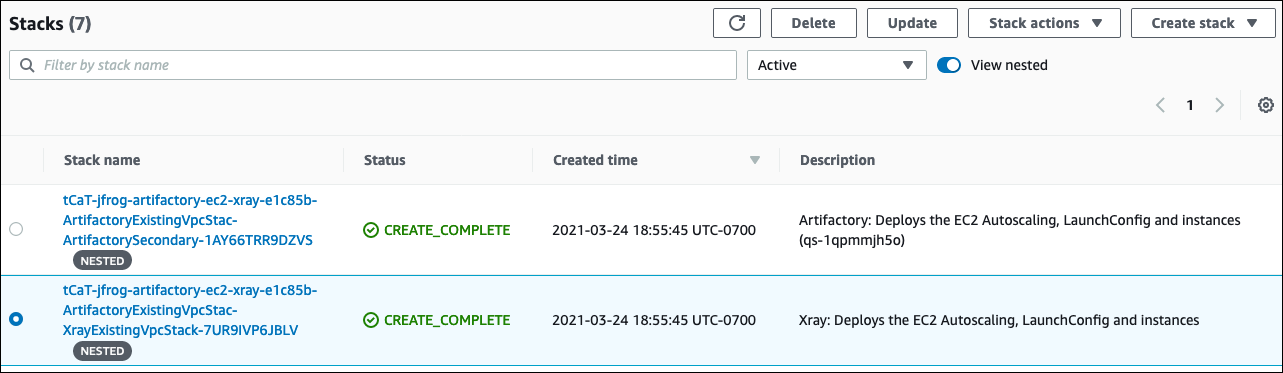 Stacks (7)
Delete
Update
Stack actions
Create stack
Filter by stack name
Active
View nested
1
Stack name
Status
Created time
Description
tCaT-jfrog-artifactory-ec2-xray-e1c85b-
ArtifactoryExistingVpcStac-
ArtifactorySecondary-1AY66TRR9DZVS
NESTED
CREATE_COMPLETE
2021-03-24 18:55:45 UTC-0700
Artifactory: Deploys the EC2 Autoscaling, LaunchConfig and instances
(qs-1qpmmjh5o)
tCaT-jfrog-artifactory-ec2-xray-e1c85b-
ArtifactoryExistingVpcStac-
XrayExistingVpcStack-7UR9IVP6JBLV
NESTED
CREATE_COMPLETE
2021-03-24 18:55:45 UTC-0700
Xray: Deploys the EC2 Autoscaling, LaunchConfig and instances